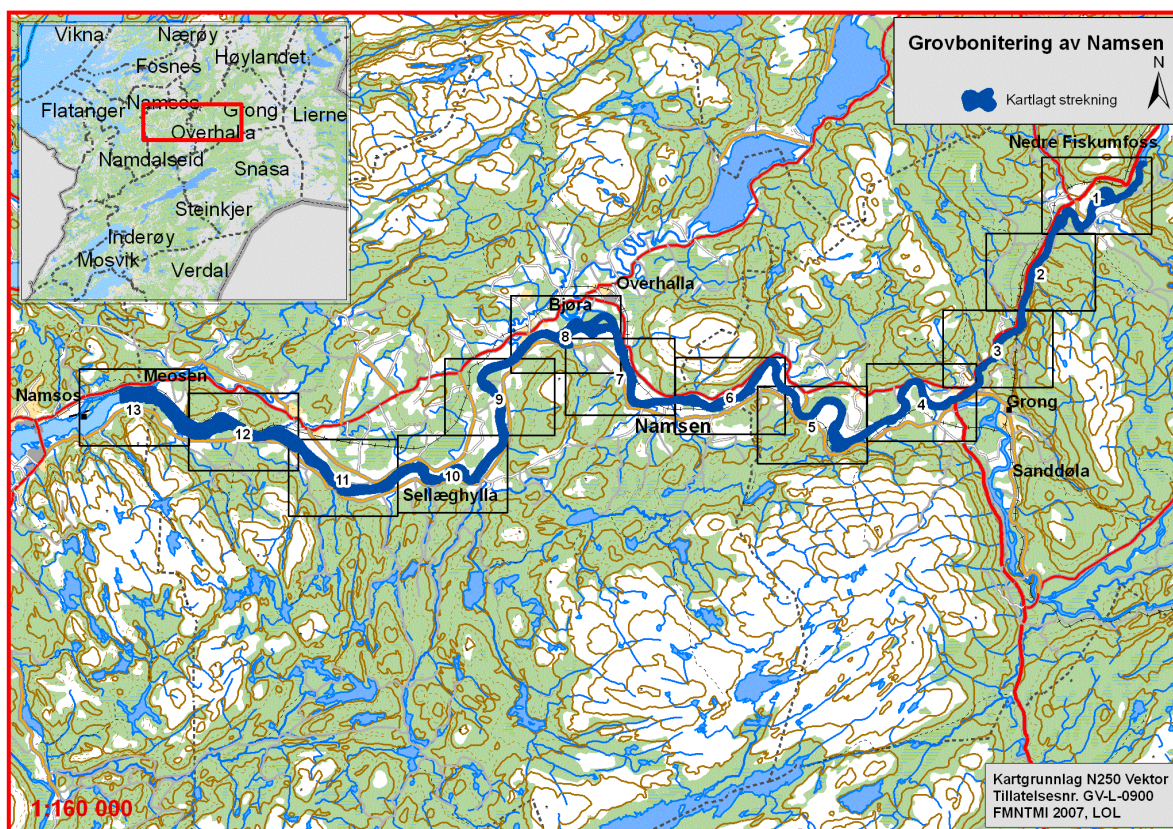 Vikna
Nærøy
Høylandet
Fosnes
Namsos
Flatanger
Grong
Lierne
Overhalla
Namdalseid
Snåsa
Steinkjer
Inderøy
Mosvik
Verdal
Grovbonitering av Namsen
N
Kartlagt strekning
Nedre Fiskumfoss
1
2
Overhalla
Bjøra
8
3
7
Meosen
Namsos
13
12
9
6
4
Grong
5
Namsen
11
10
Sellæghylla
Sanddøla
1:160 000
Kartgrunnlag N250 Vektor
Tillatelsesnr. GV-L-0900
FMNTMI 2007, LOL